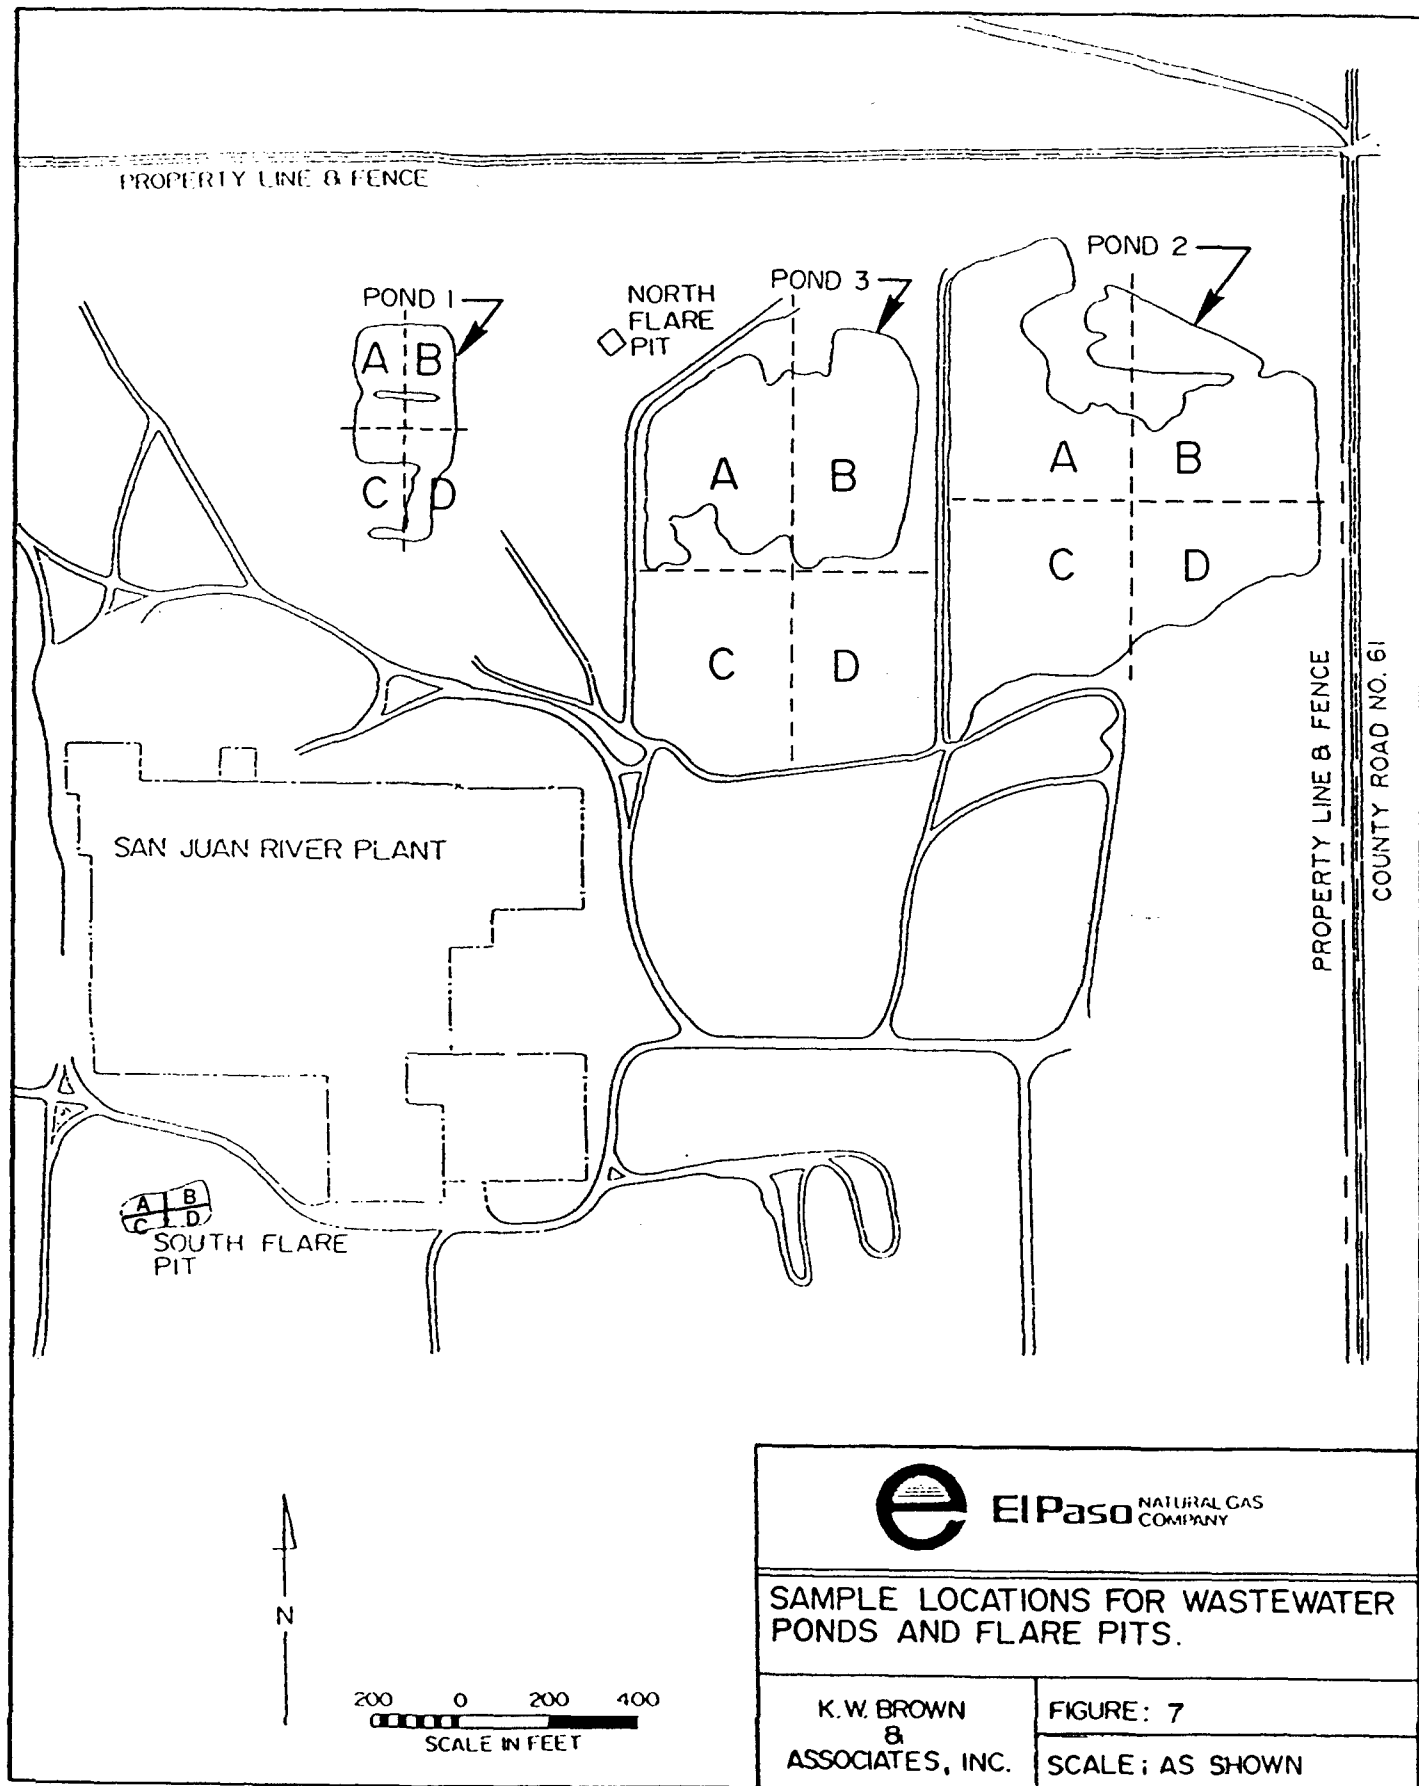 PROPERTY LINE & FENCE
POND 1
A B
C D
NORTH
FLARE
PIT
POND 3
A B
C D
POND 2
A B
C D
PROPERTY LINE & FENCE
COUNTY ROAD NO. 61
SAN JUAN RIVER PLANT
A B
C D
SOUTH FLARE
PIT
N
200 0 200 400
SCALE IN FEET
e
El Paso NATURAL GAS
COMPANY
SAMPLE LOCATIONS FOR WASTEWATER
PONDS AND FLARE PITS.
K.W. BROWN
&
ASSOCIATES, INC.
FIGURE: 7
SCALE: AS SHOWN